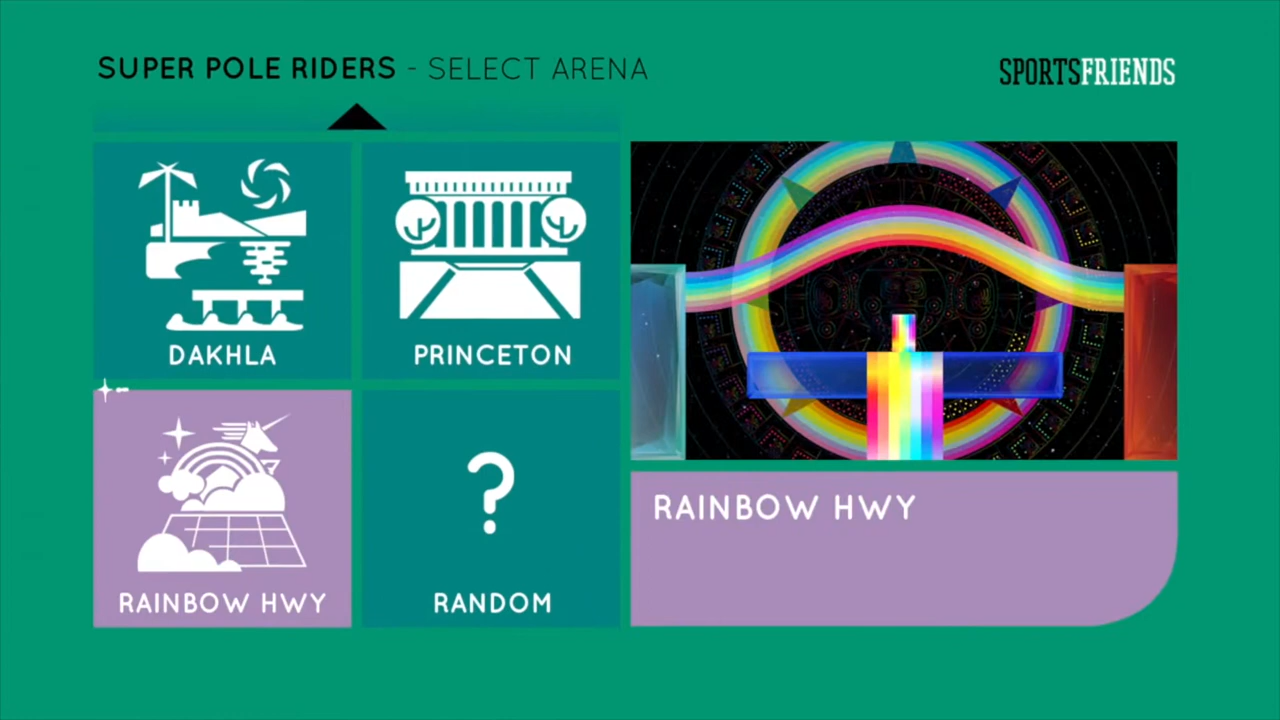 SUPER POLE RIDERS - SELECT ARENA
SPORTSFRIENDS
DAKHLA
PRINCETON
RAINBOW HWY
?
RANDOM
RAINBOW HWY